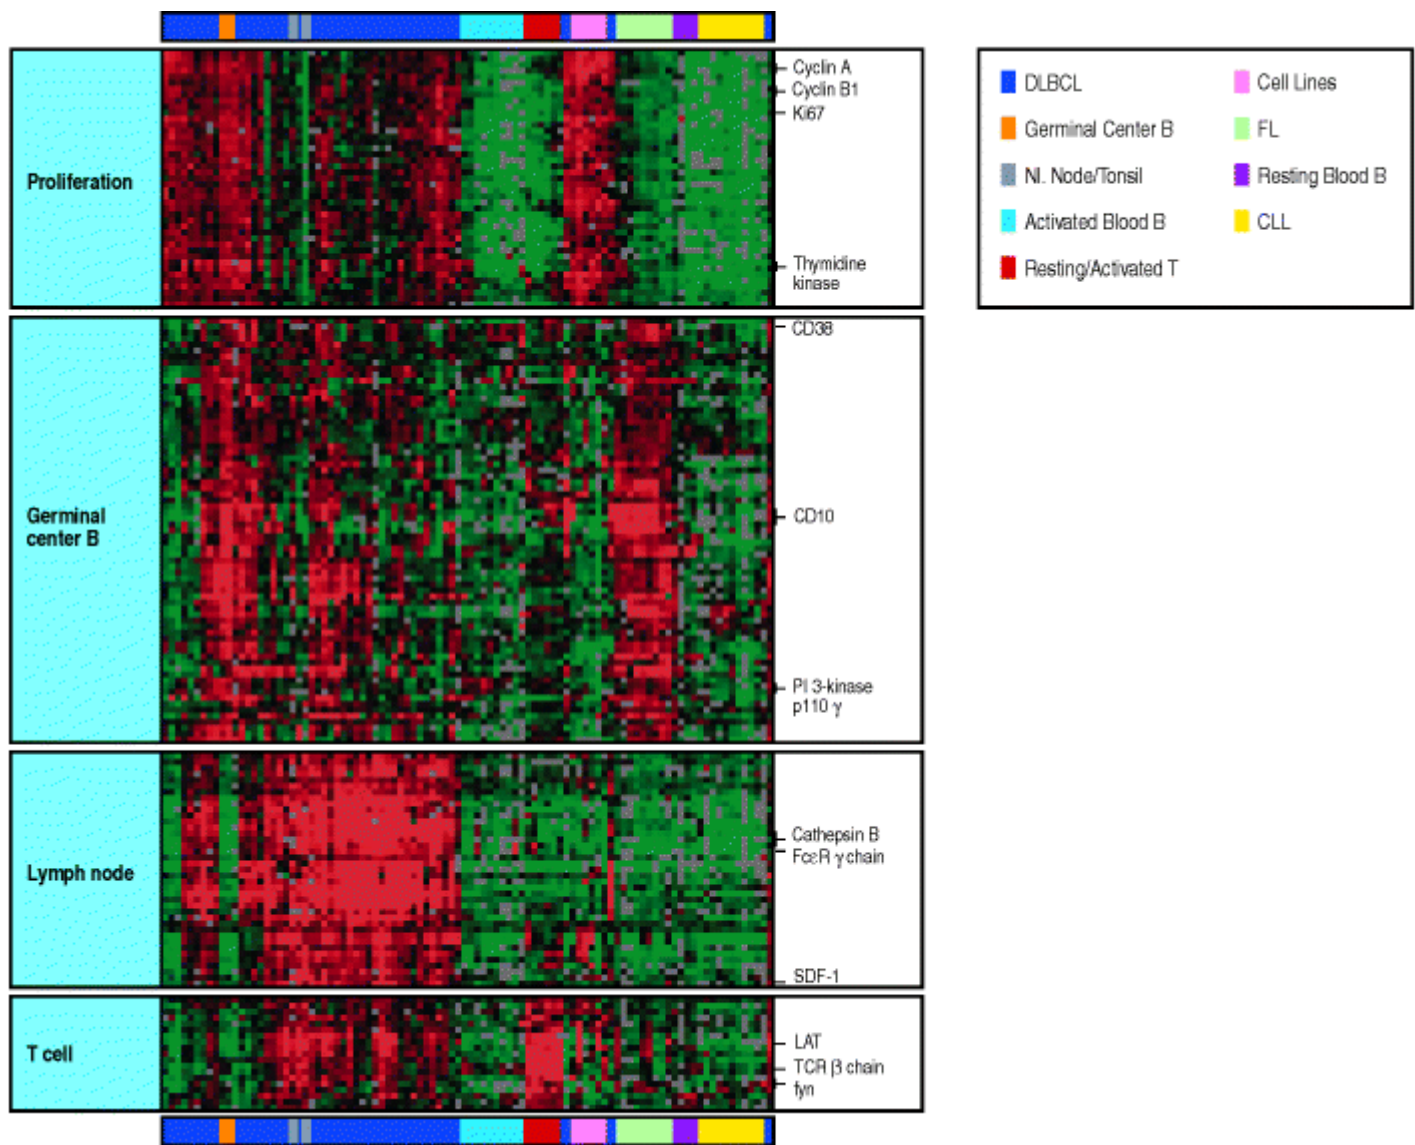 Proliferation
Cyclin A
Cyclin B1
Ki67
Thymidine
kinase
DLBCL
Germinal Center B
Nl. Node/Tonsil
Activated Blood B
Resting/Activated T
Cell Lines
FL
Resting Blood B
CLL
Germinal
center B
CD38
CD10
PI 3-kinase
p110 γ
Lymph node
Cathepsin B
FcεR γ chain
SDF-1
T cell
LAT
TCR β chain
fyn